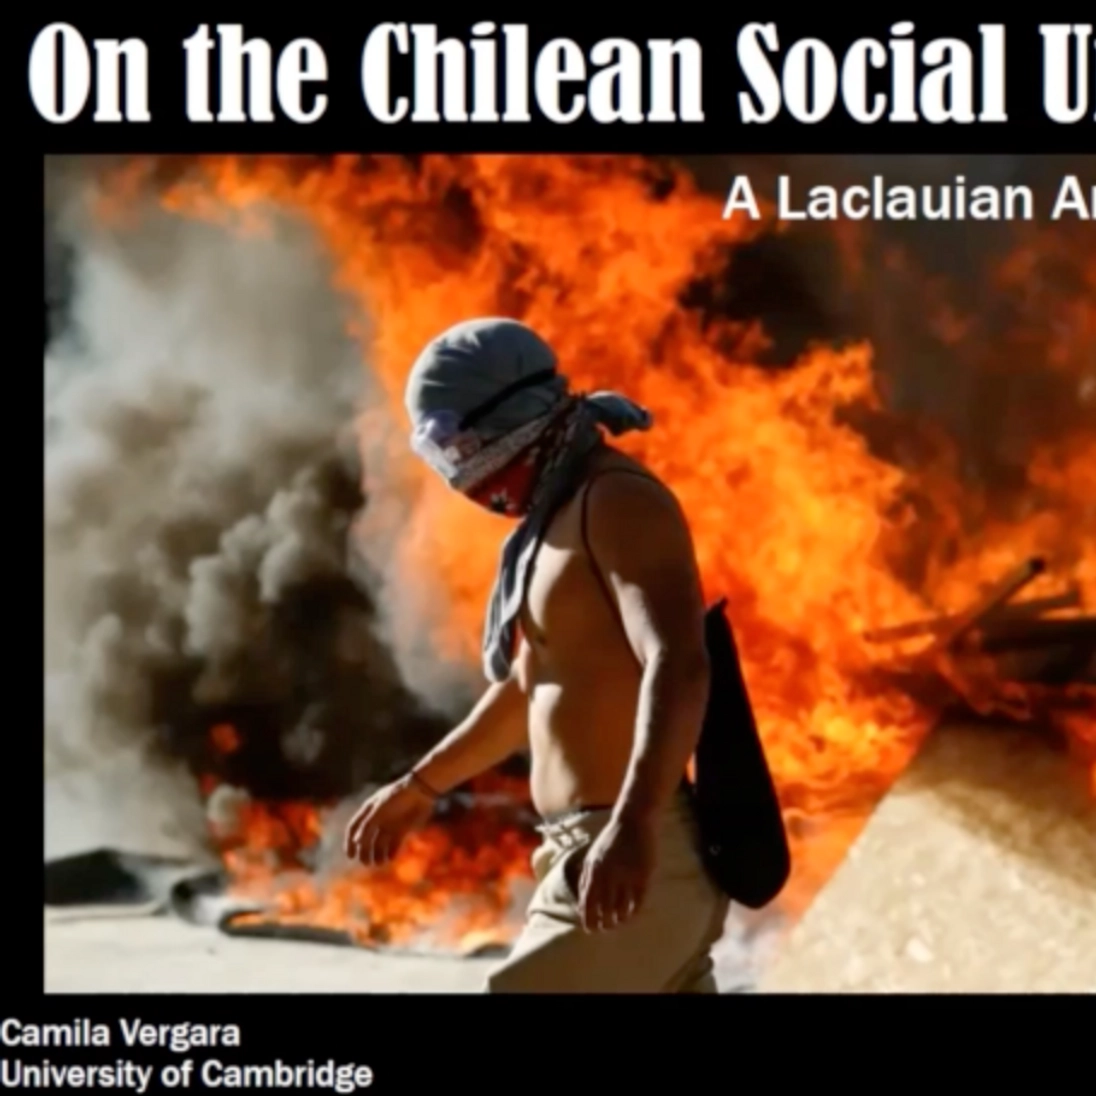 On the Chilean Social U
A Laclauian A
Camila Vergara
University of Cambridge